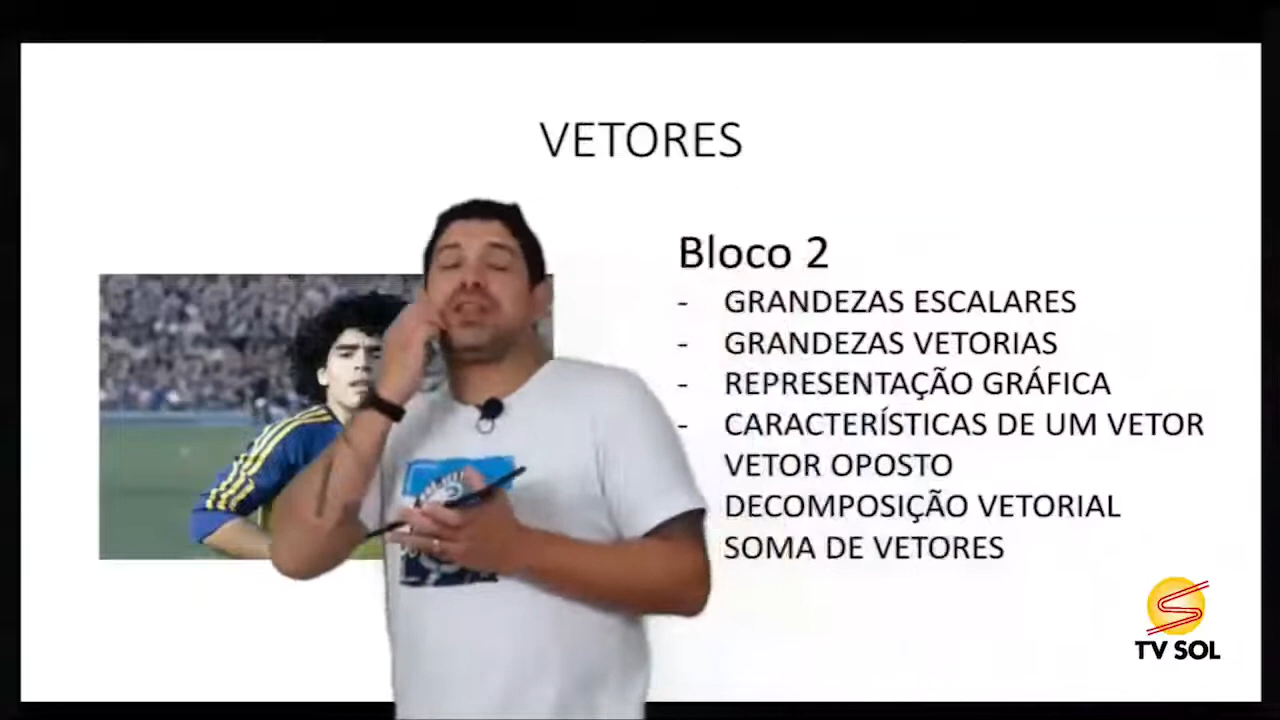 VETORES
Bloco 2
- GRANDEZAS ESCALARES
- GRANDEZAS VETORIAS
- REPRESENTAÇÃO GRÁFICA
- CARACTERÍSTICAS DE UM VETOR
VETOR OPOSTO
DECOMPOSIÇÃO VETORIAL
SOMA DE VETORES
TV SOL